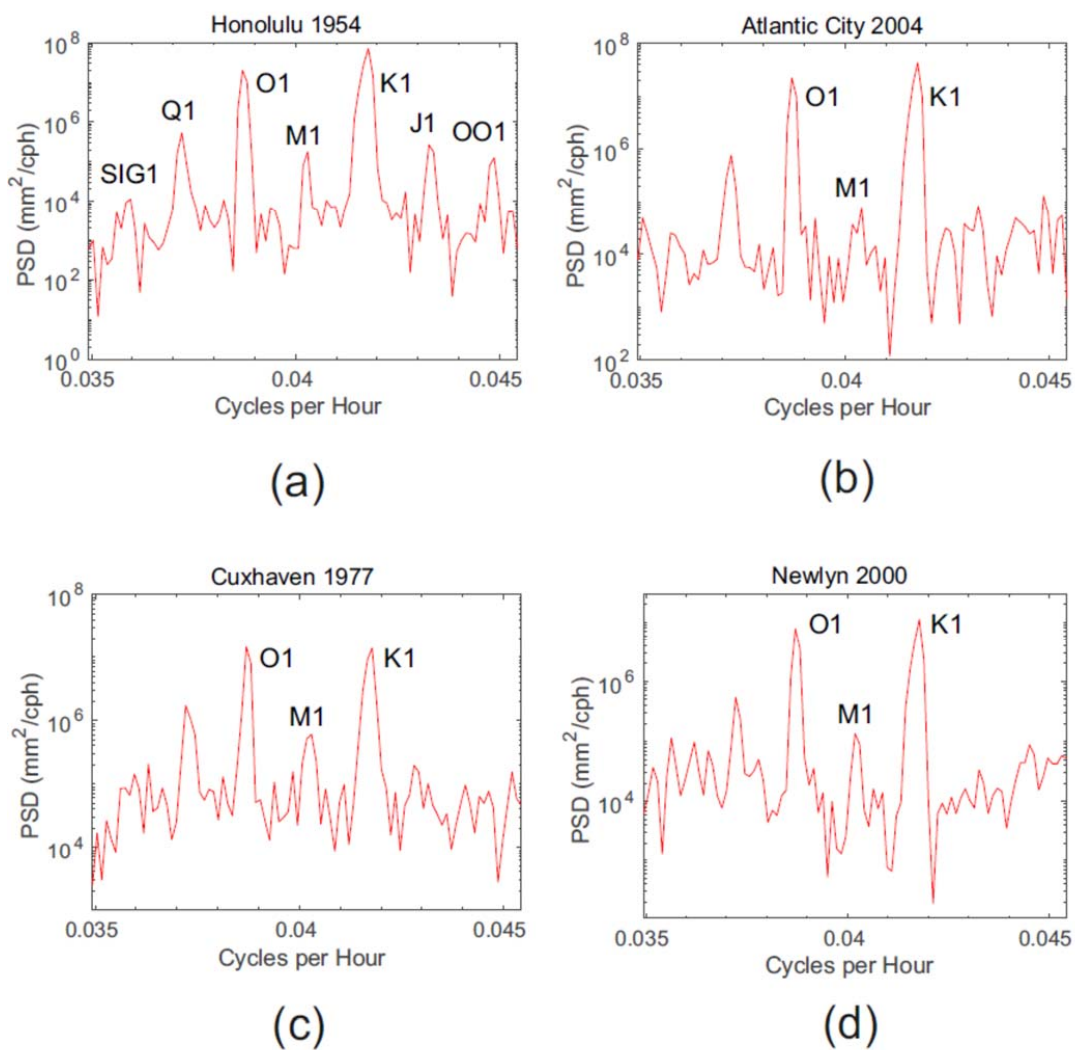 Honolulu 1954
10^8
10^6
10^4
10^2
10^0
PSD (mm^2/cph)
SIG1
Q1
O1
M1
K1
J1
OO1
0.035
0.04
0.045
Cycles per Hour
(a)
Atlantic City 2004
10^8
10^6
10^4
10^2
PSD (mm^2/cph)
O1
M1
K1
0.035
0.04
0.045
Cycles per Hour
(b)
Cuxhaven 1977
10^8
10^6
10^4
PSD (mm^2/cph)
O1
M1
K1
0.035
0.04
0.045
Cycles per Hour
(c)
Newlyn 2000
10^6
10^4
PSD (mm^2/cph)
O1
M1
K1
0.035
0.04
0.045
Cycles per Hour
(d)